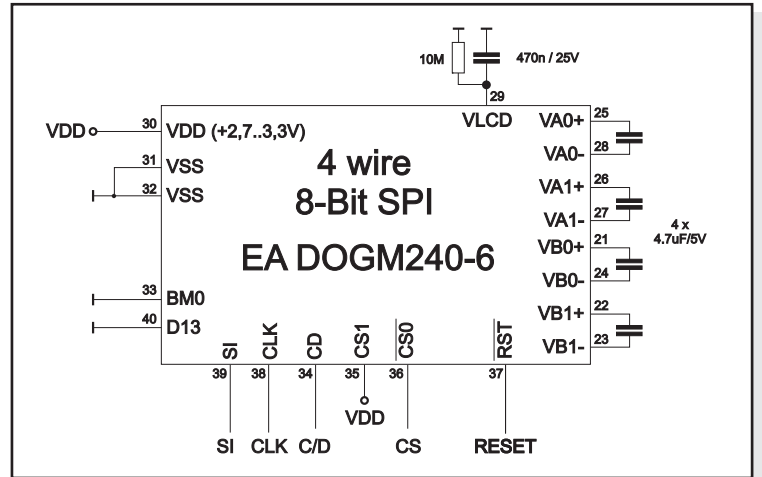 10M
470n / 25V
29
VLCD
VDD
30
VDD (+2,7..3,3V)
31
VSS
32
VSS
33
BM0
40
D13
4 wire
8-Bit SPI
EA DOGM240-6
VA0+
25
VA0-
28
VA1+
26
VA1-
27
VB0+
21
VB0-
24
VB1+
22
VB1-
23
4 x
4.7uF/5V
SI
CLK
CD
CS1
CS0
RST
39
38
34
35
36
37
VDD
SI
CLK
C/D
CS
RESET